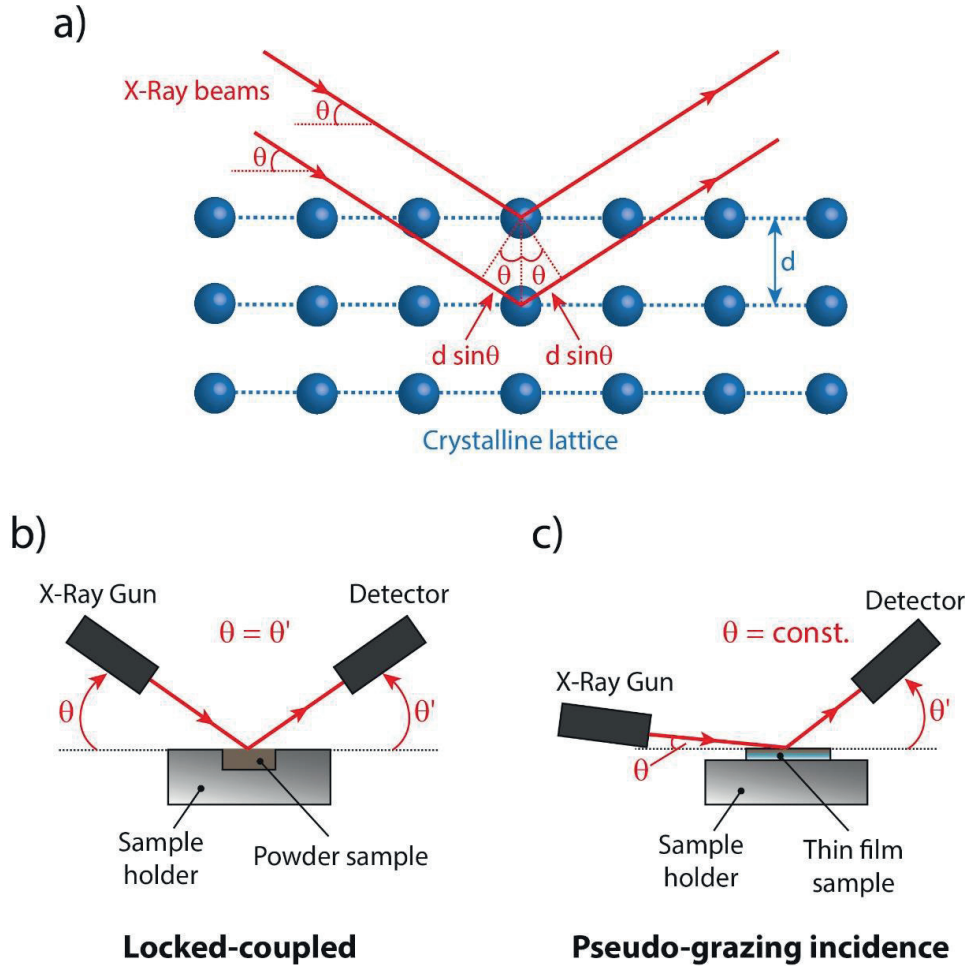 a)
X-Ray beams
θ
θ
θ θ
d
d sinθ d sinθ
Crystalline lattice
b)
X-Ray Gun
Detector
θ = θ'
θ
θ'
Sample
holder
Powder sample
Locked-coupled
c)
Detector
θ = const.
X-Ray Gun
θ'
θ
Sample
holder
Thin film
sample
Pseudo-grazing incidence